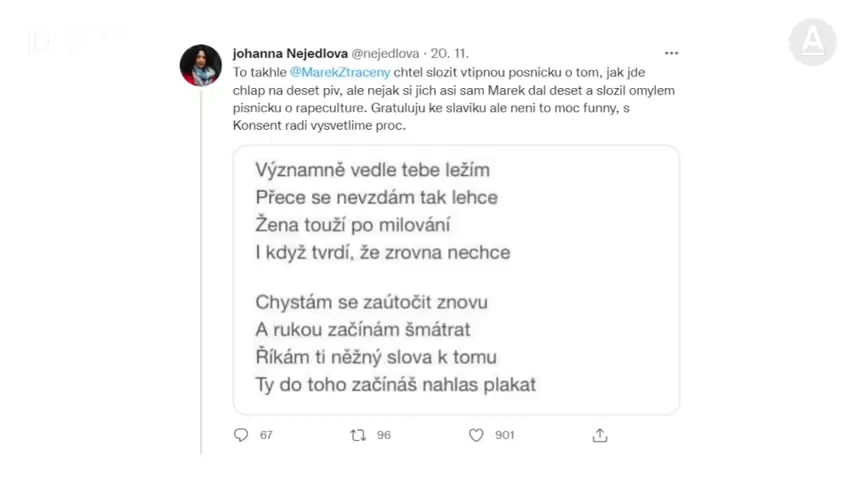 johanna Nejedlova @nejedlova · 20. 11.
To takhle @MarekZtraceny chtel slozit vtipnou posnicku o tom, jak jde
chlap na deset piv, ale nejak si jich asi sam Marek dal deset a slozil omylem
pisnicku o rapeculture. Gratuluju ke slaviku ale neni to moc funny, s
Konsent radi vysvetlime proc.
Významně vedle tebe ležím
Přece se nevzdám tak lehce
Žena touží po milování
I když tvrdí, že zrovna nechce
Chystám se zaútočit znovu
A rukou začínám šmátrat
Říkám ti něžný slova k tomu
Ty do toho začínáš nahlas plakat
67
96
901